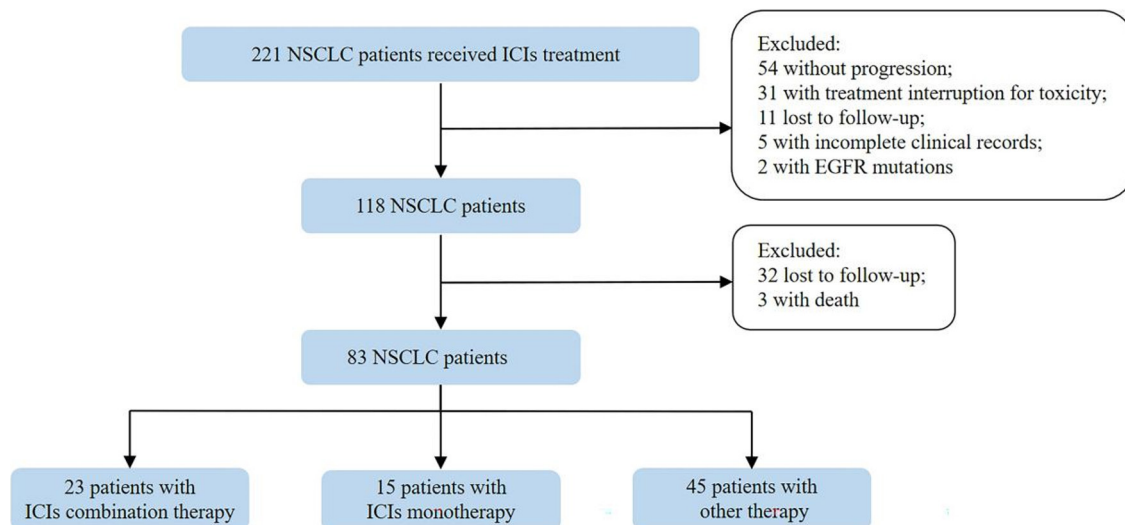 221 NSCLC patients received ICIs treatment
Excluded:
54 without progression;
31 with treatment interruption for toxicity;
11 lost to follow-up;
5 with incomplete clinical records;
2 with EGFR mutations
118 NSCLC patients
Excluded:
32 lost to follow-up;
3 with death
83 NSCLC patients
23 patients with
ICIs combination therapy
15 patients with
ICIs monotherapy
45 patients with
other therapy